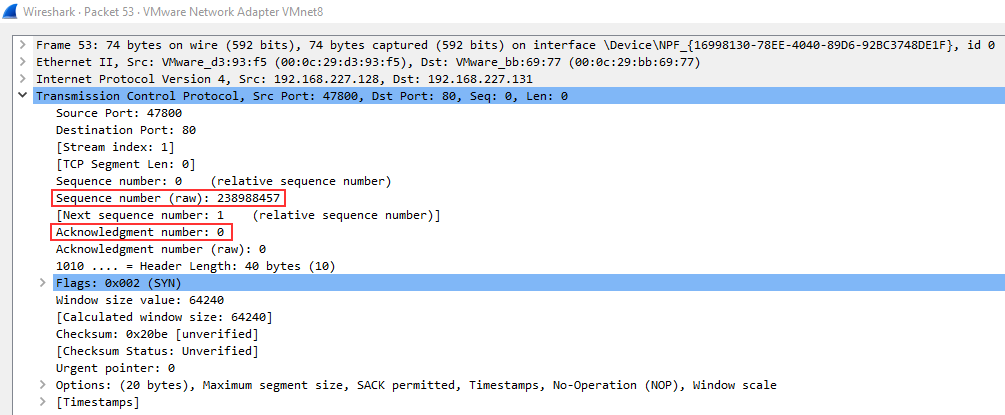 Wireshark · Packet 53 · VMware Network Adapter VMnet8
Frame 53: 74 bytes on wire (592 bits), 74 bytes captured (592 bits) on interface \Device\NPF_{16998130-78EE-4040-89D6-92BC3748DE1F}, id 0
Ethernet II, Src: VMware_d3:93:f5 (00:0c:29:d3:93:f5), Dst: VMware_bb:69:77 (00:0c:29:bb:69:77)
Internet Protocol Version 4, Src: 192.168.227.128, Dst: 192.168.227.131
Transmission Control Protocol, Src Port: 47800, Dst Port: 80, Seq: 0, Len: 0
Source Port: 47800
Destination Port: 80
[Stream index: 1]
[TCP Segment Len: 0]
Sequence number: 0    (relative sequence number)
Sequence number (raw): 238988457
[Next sequence number: 1    (relative sequence number)]
Acknowledgment number: 0
Acknowledgment number (raw): 0
1010 .... = Header Length: 40 bytes (10)
Flags: 0x002 (SYN)
Window size value: 64240
[Calculated window size: 64240]
Checksum: 0x20be [unverified]
[Checksum Status: Unverified]
Urgent pointer: 0
Options: (20 bytes), Maximum segment size, SACK permitted, Timestamps, No-Operation (NOP), Window scale
[Timestamps]